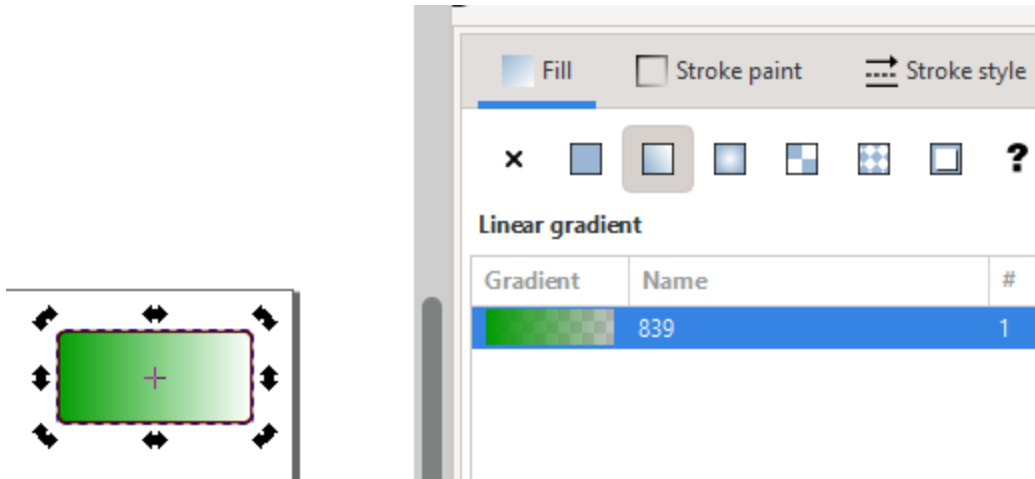 Fill Stroke paint Stroke style
?
Linear gradient
Gradient Name #
839 1